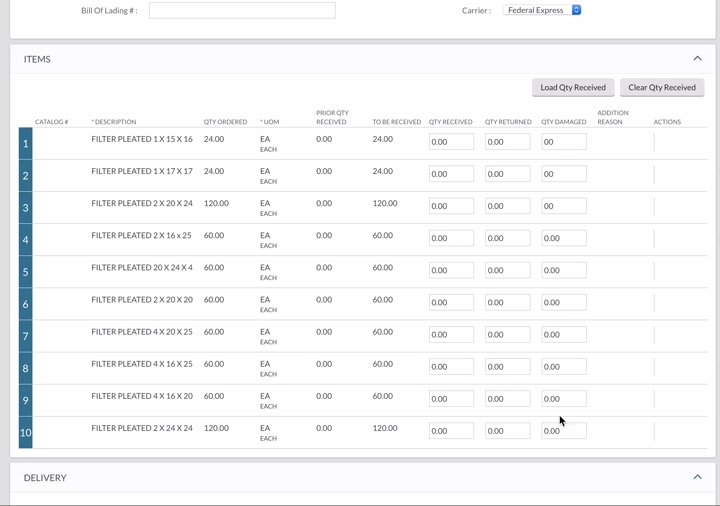 Bill Of Lading # : Carrier : Federal Express
ITEMS
Load Qty Received Clear Qty Received
CATALOG # * DESCRIPTION QTY ORDERED * UOM PRIOR QTY RECEIVED TO BE RECEIVED QTY RECEIVED QTY RETURNED QTY DAMAGED ADDITION REASON ACTIONS
1 FILTER PLEATED 1 X 15 X 16 24.00 EA 0.00 24.00 0.00 0.00 00
EACH
2 FILTER PLEATED 1 X 17 X 17 24.00 EA 0.00 24.00 0.00 0.00 00
EACH
3 FILTER PLEATED 2 X 20 X 24 120.00 EA 0.00 120.00 0.00 0.00 00
EACH
4 FILTER PLEATED 2 X 16 x 25 60.00 EA 0.00 60.00 0.00 0.00 0.00
EACH
5 FILTER PLEATED 20 X 24 X 4 60.00 EA 0.00 60.00 0.00 0.00 0.00
EACH
6 FILTER PLEATED 2 X 20 X 20 60.00 EA 0.00 60.00 0.00 0.00 0.00
EACH
7 FILTER PLEATED 4 X 20 X 25 60.00 EA 0.00 60.00 0.00 0.00 0.00
EACH
8 FILTER PLEATED 4 X 16 X 25 60.00 EA 0.00 60.00 0.00 0.00 0.00
EACH
9 FILTER PLEATED 4 X 16 X 20 60.00 EA 0.00 60.00 0.00 0.00 0.00
EACH
10 FILTER PLEATED 2 X 24 X 24 120.00 EA 0.00 120.00 0.00 0.00 0.00
EACH
DELIVERY